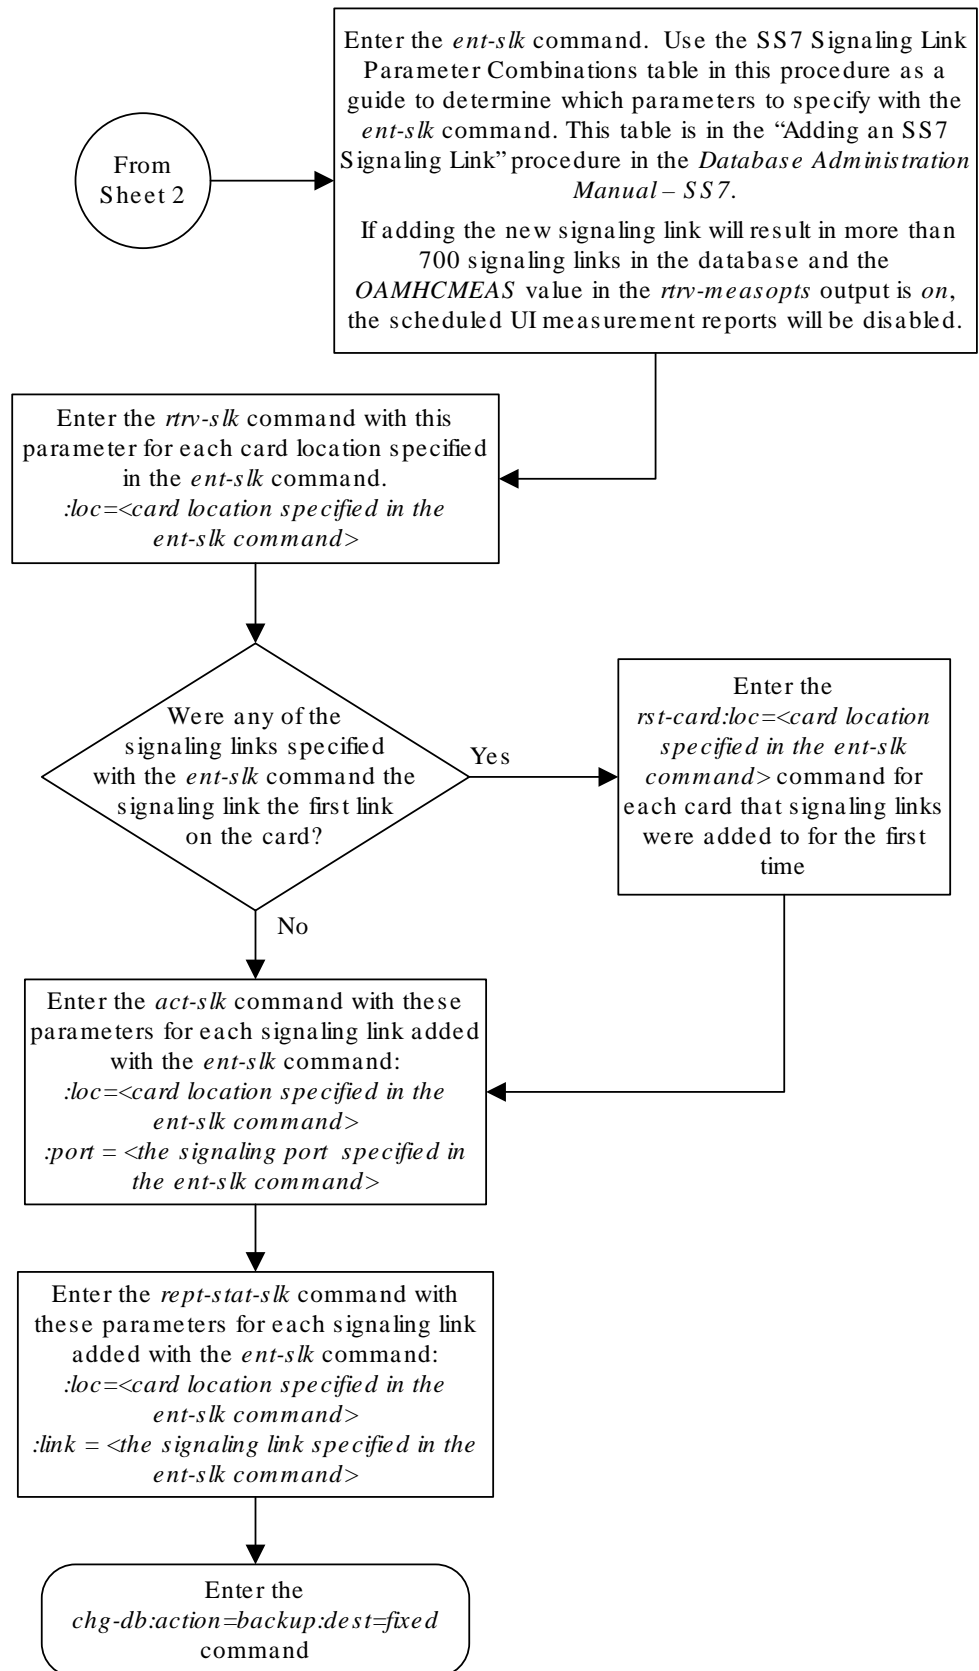 From
Sheet 2
Enter the ent-slk command. Use the SS7 Signaling Link
Parameter Combinations table in this procedure as a
guide to determine which parameters to specify with the
ent-slk command. This table is in the “Adding an SS7
Signaling Link” procedure in the Database Administration
Manual – SS7.
If adding the new signaling link will result in more than
700 signaling links in the database and the
OAMHCMEAS value in the rtrv-measopts output is on,
the scheduled UI measurement reports will be disabled.
Enter the rtrv-slk command with this
parameter for each card location specified
in the ent-slk command.
:loc=<card location specified in the
ent-slk command>
Were any of the
signaling links specified
with the ent-slk command the
signaling link the first link
on the card?
Yes
Enter the
rst-card:loc=<card location
specified in the ent-slk
command> command for
each card that signaling links
were added to for the first
time
No
Enter the act-slk command with these
parameters for each signaling link added
with the ent-slk command:
:loc=<card location specified in the
ent-slk command>
:port = <the signaling port specified in
the ent-slk command>
Enter the rept-stat-slk command with
these parameters for each signaling link
added with the ent-slk command:
:loc=<card location specified in the
ent-slk command>
:link = <the signaling link specified in the
ent-slk command>
Enter the
chg-db:action=backup:dest=fixed
command